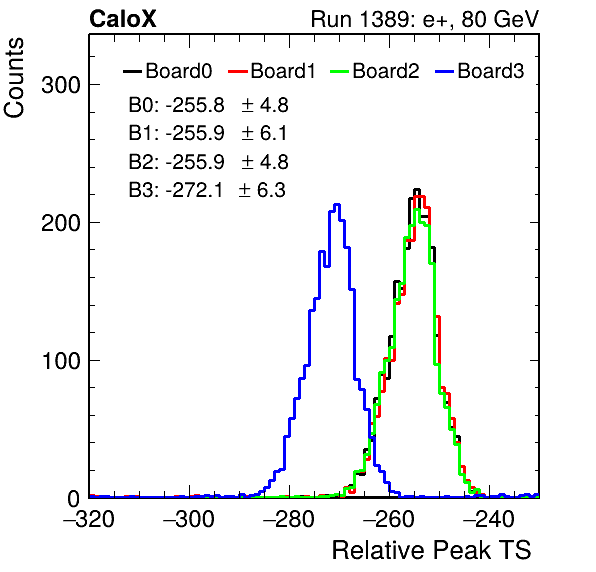 CaloX Run 1389: e+, 80 GeV
Counts
Board0 Board1 Board2 Board3
B0: -255.8 ± 4.8
B1: -255.9 ± 6.1
B2: -255.9 ± 4.8
B3: -272.1 ± 6.3
300
200
100
0
−320 −300 −280 −260 −240
Relative Peak TS